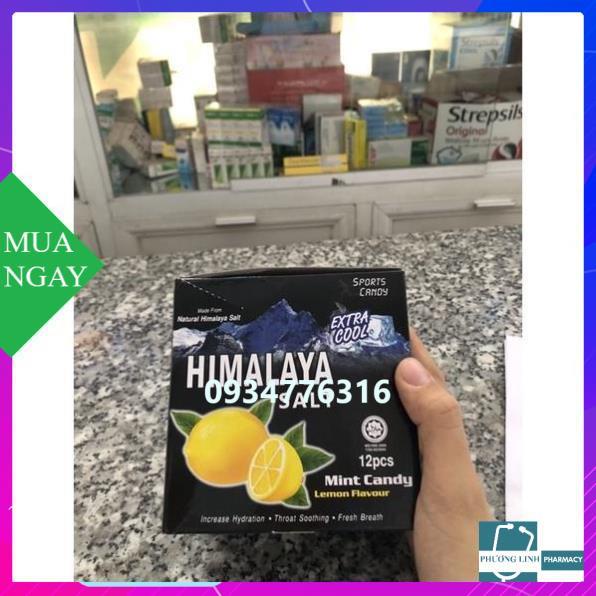 Strepsils
Strepsils
Original
MUA
NGAY
SPORTS
CANDY
Made From
Natural Himalaya Salt
EXTRA
COOL
HIMALAYA
0934776316
SALT
12pcs
Mint Candy
Lemon Flavour
Increase Hydration • Throat Soothing • Fresh Breath
PHƯƠNG LINH PHARMACY